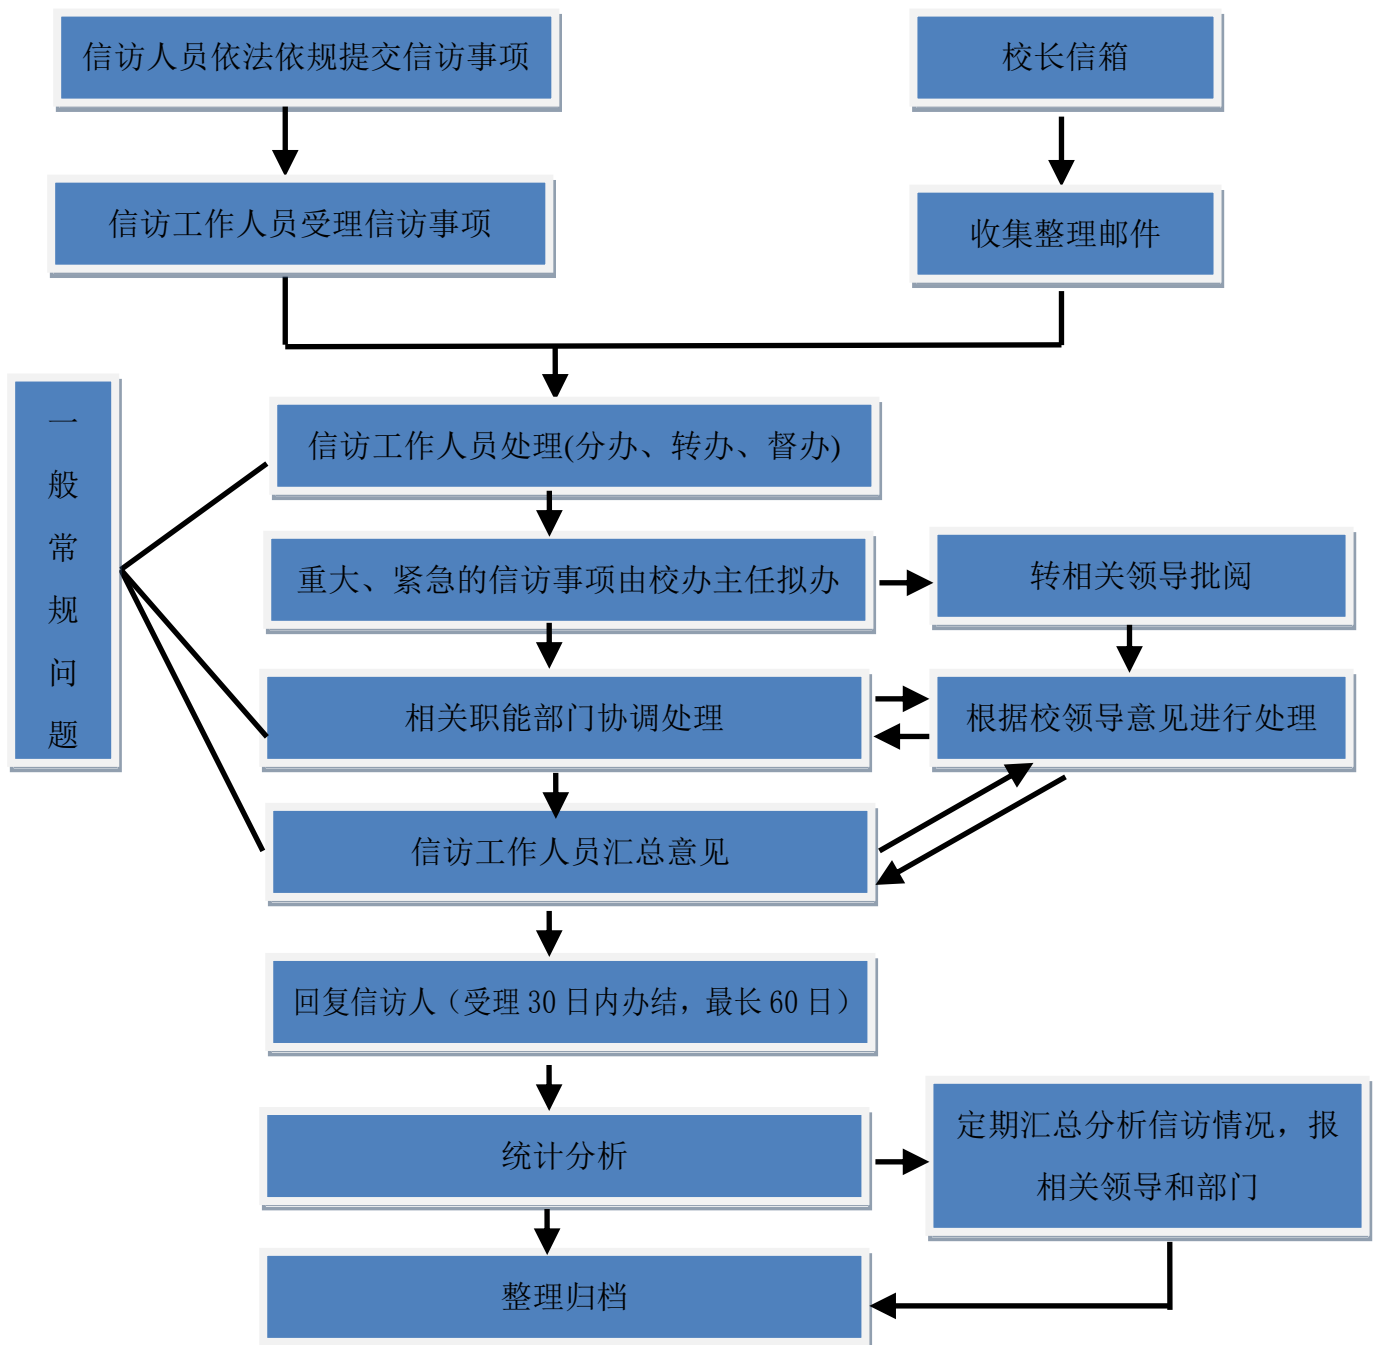 信访人员依法依规提交信访事项
校长信箱
信访工作人员受理信访事项
收集整理邮件
一
般
常
规
问
题
信访工作人员处理(分办、转办、督办)
重大、紧急的信访事项由校办主任拟办
转相关领导批阅
相关职能部门协调处理
根据校领导意见进行处理
信访工作人员汇总意见
回复信访人（受理 30 日内办结，最长 60 日）
统计分析
定期汇总分析信访情况，报
相关领导和部门
整理归档